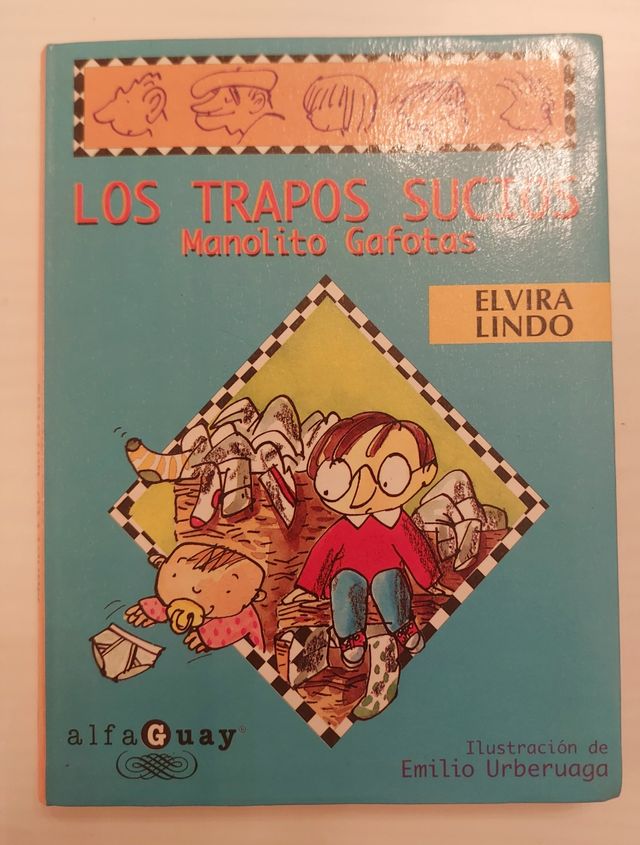 LOS TRAPOS SUCIOS
Manolito Gafotas
ELVIRA
LINDO
alfaGuay®
Ilustración de
Emilio Urberuaga